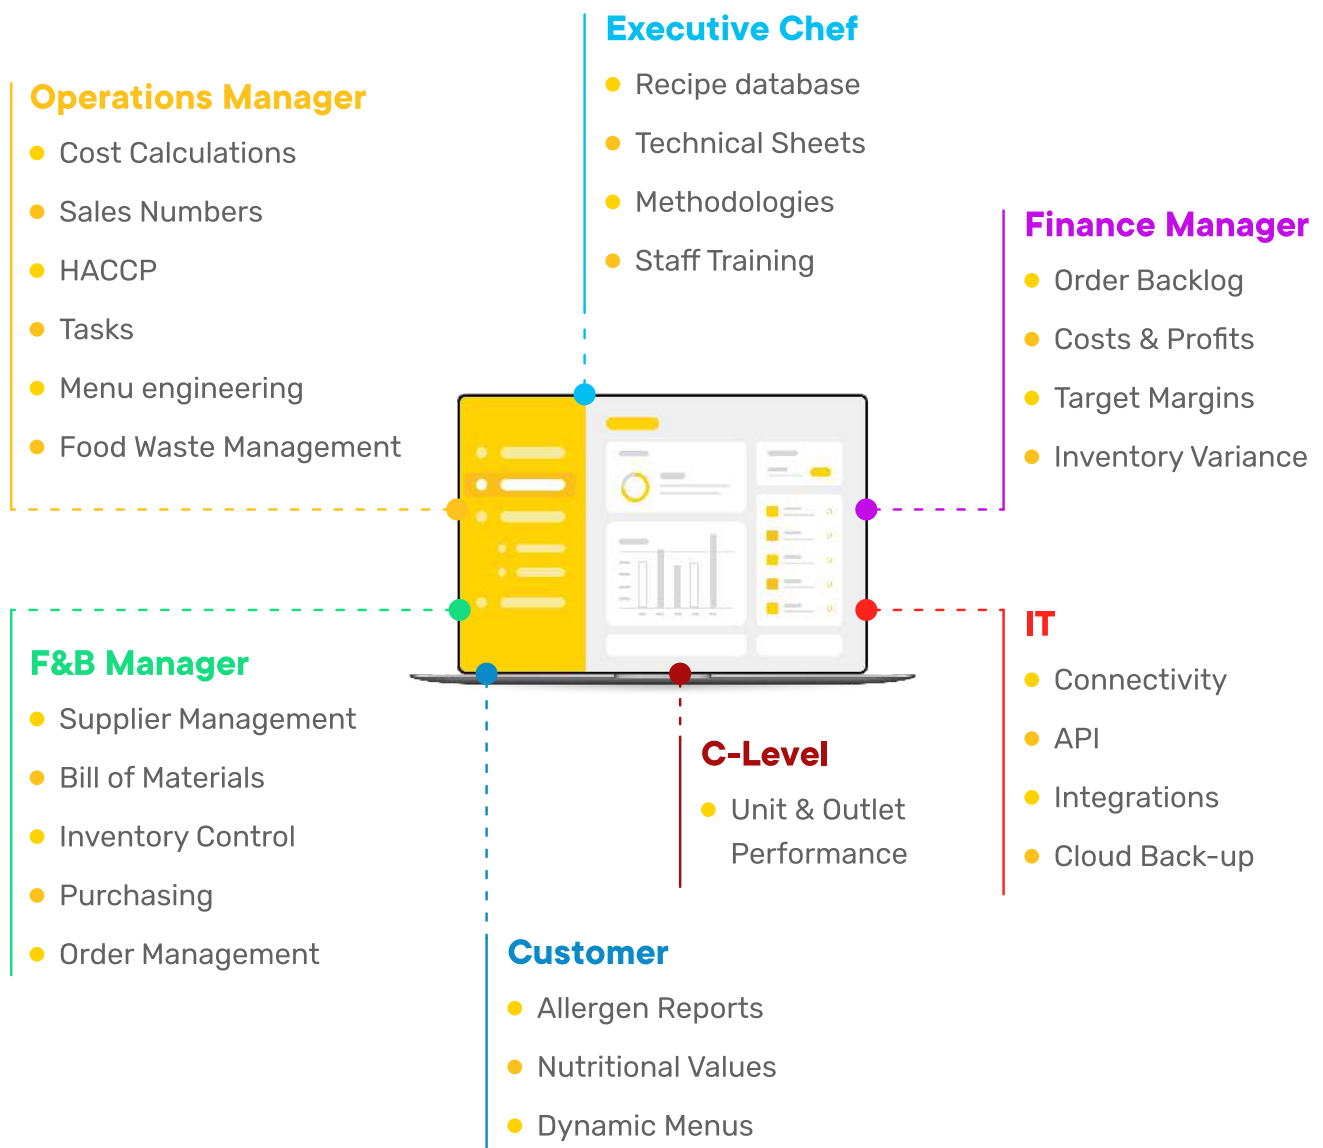 Executive Chef
Recipe database
Technical Sheets
Methodologies
Staff Training
Operations Manager
Cost Calculations
Sales Numbers
HACCP
Tasks
Menu engineering
Food Waste Management
Finance Manager
Order Backlog
Costs & Profits
Target Margins
Inventory Variance
F&B Manager
Supplier Management
Bill of Materials
Inventory Control
Purchasing
Order Management
IT
Connectivity
API
Integrations
Cloud Back-up
C-Level
Unit & Outlet
Performance
Customer
Allergen Reports
Nutritional Values
Dynamic Menus